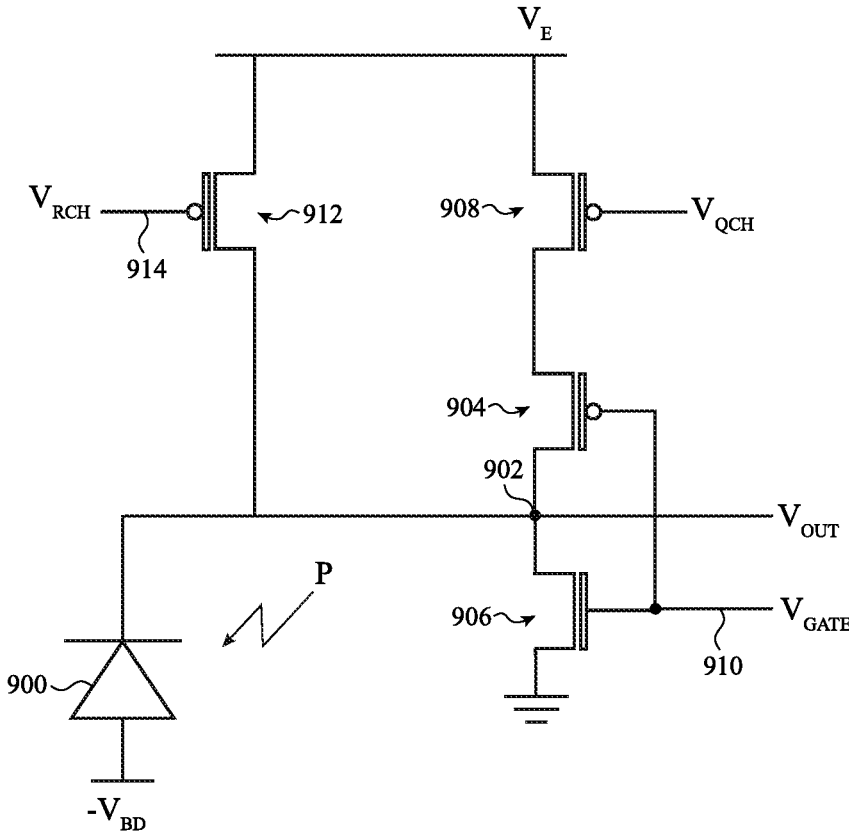 V_E
V_RCH
914
912
908
V_QCH
904
902
V_OUT
P
906
V_GATE
910
900
-V_BD